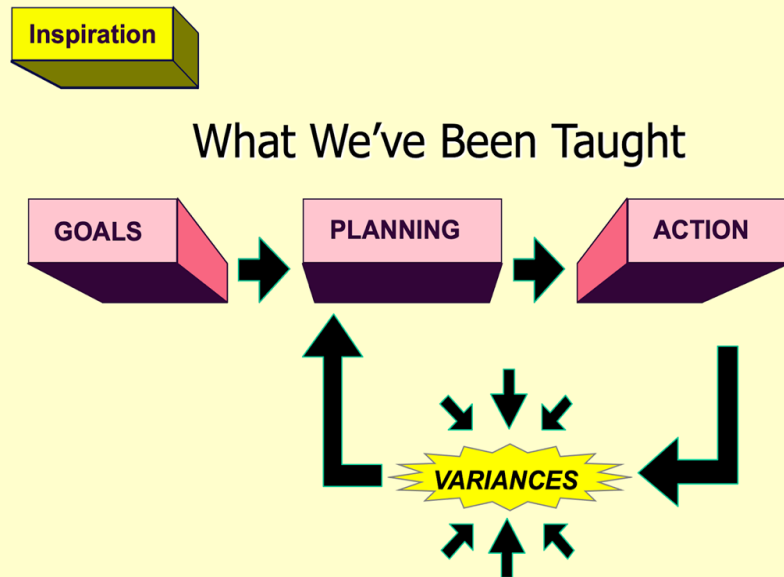 Inspiration
What We've Been Taught
GOALS
PLANNING
ACTION
VARIANCES